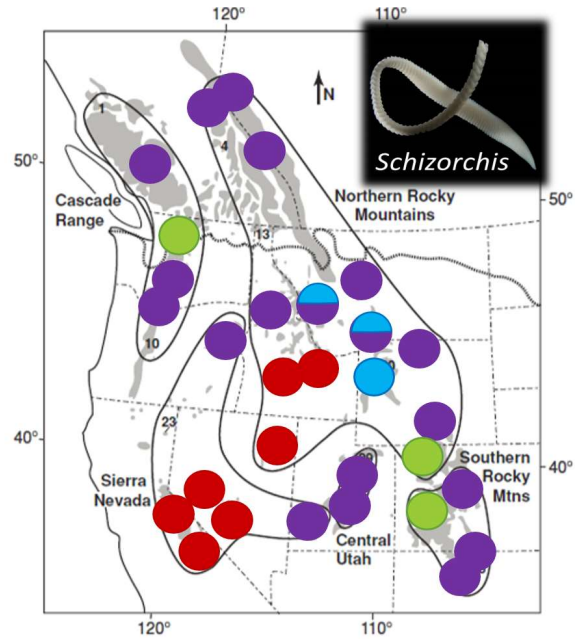 120°
110°
N
Schizorchis
1
4
50°
50°
Cascade
Range
Northern Rocky
Mountains
13
10
23
40°
40°
Sierra
Nevada
Southern
Rocky
Mtns
Central
Utah
120°
110°